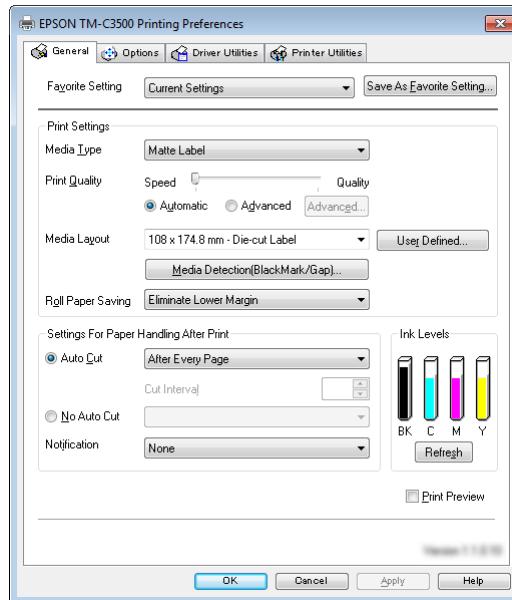 EPSON TM-C3500 Printing Preferences
General Options Driver Utilities Printer Utilities
Favorite Setting Current Settings Save As Favorite Setting...
Print Settings
Media Type Matte Label
Print Quality Speed Quality
Automatic Advanced Advanced...
Media Layout 108 x 174.8 mm - Die-cut Label User Defined...
Media Detection(BlackMark/Gap)...
Roll Paper Saving Eliminate Lower Margin
Settings For Paper Handling After Print
Auto Cut After Every Page
Cut Interval
No Auto Cut
Notification None
Ink Levels
BK C M Y
Refresh
Print Preview
OK Cancel Apply Help